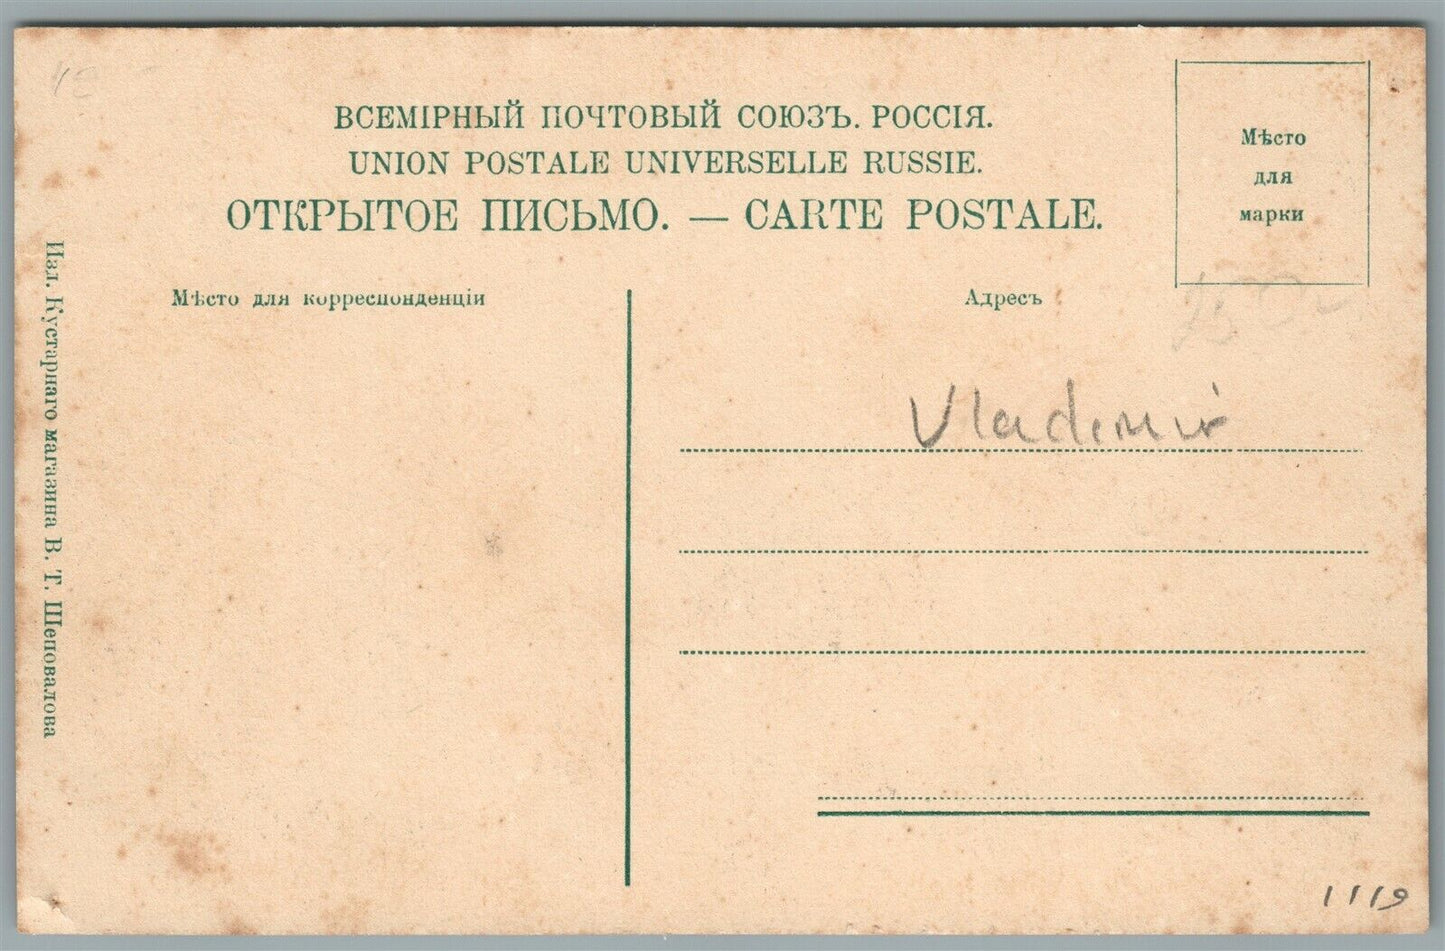 ВСЕМІРНЫЙ ПОЧТОВЫЙ СОЮЗЪ. РОССІЯ.
UNION POSTALE UNIVERSELLE RUSSIE.
ОТКРЫТОЕ ПИСЬМО. — CARTE POSTALE.
Мѣсто
для
марки
Мѣсто для корреспонденціи
Адресъ
Vladimir
Изд. Кустарнаго магазина В. Т. Шеповалова
1119